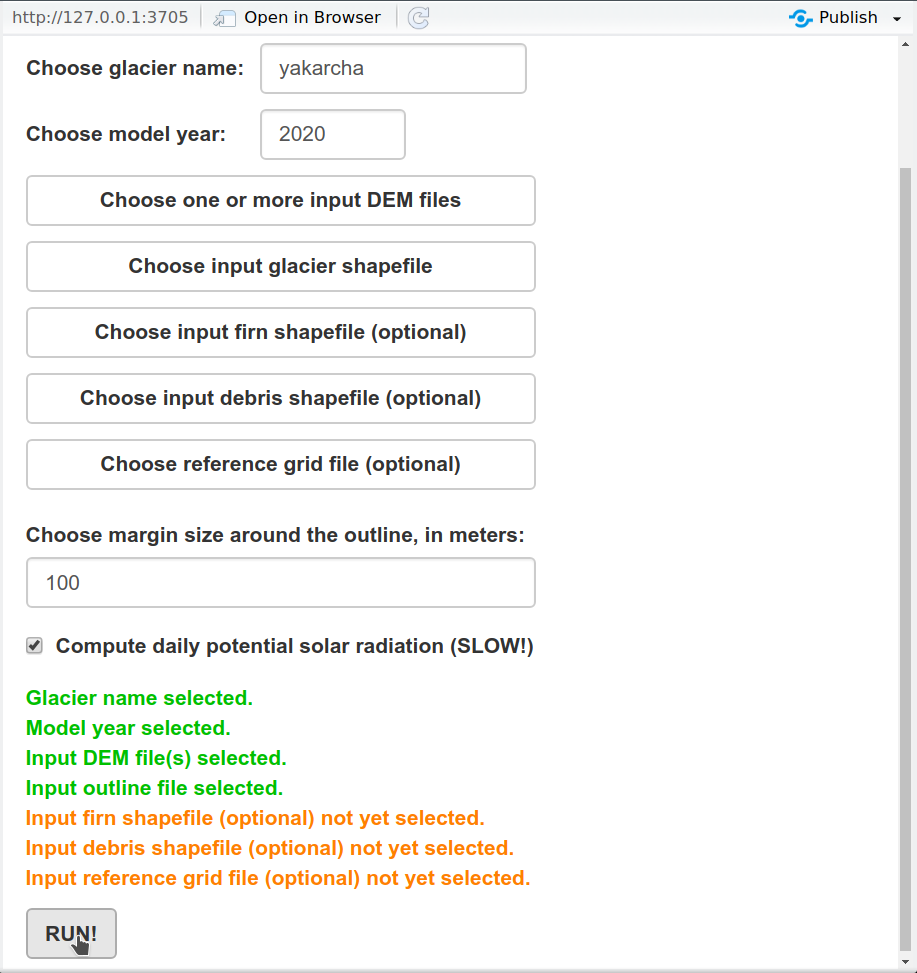 http://127.0.0.1:3705 Open in Browser Publish
Choose glacier name: yakarcha
Choose model year: 2020
Choose one or more input DEM files
Choose input glacier shapefile
Choose input firn shapefile (optional)
Choose input debris shapefile (optional)
Choose reference grid file (optional)
Choose margin size around the outline, in meters:
100
Compute daily potential solar radiation (SLOW!)
Glacier name selected.
Model year selected.
Input DEM file(s) selected.
Input outline file selected.
Input firn shapefile (optional) not yet selected.
Input debris shapefile (optional) not yet selected.
Input reference grid file (optional) not yet selected.
RUN!